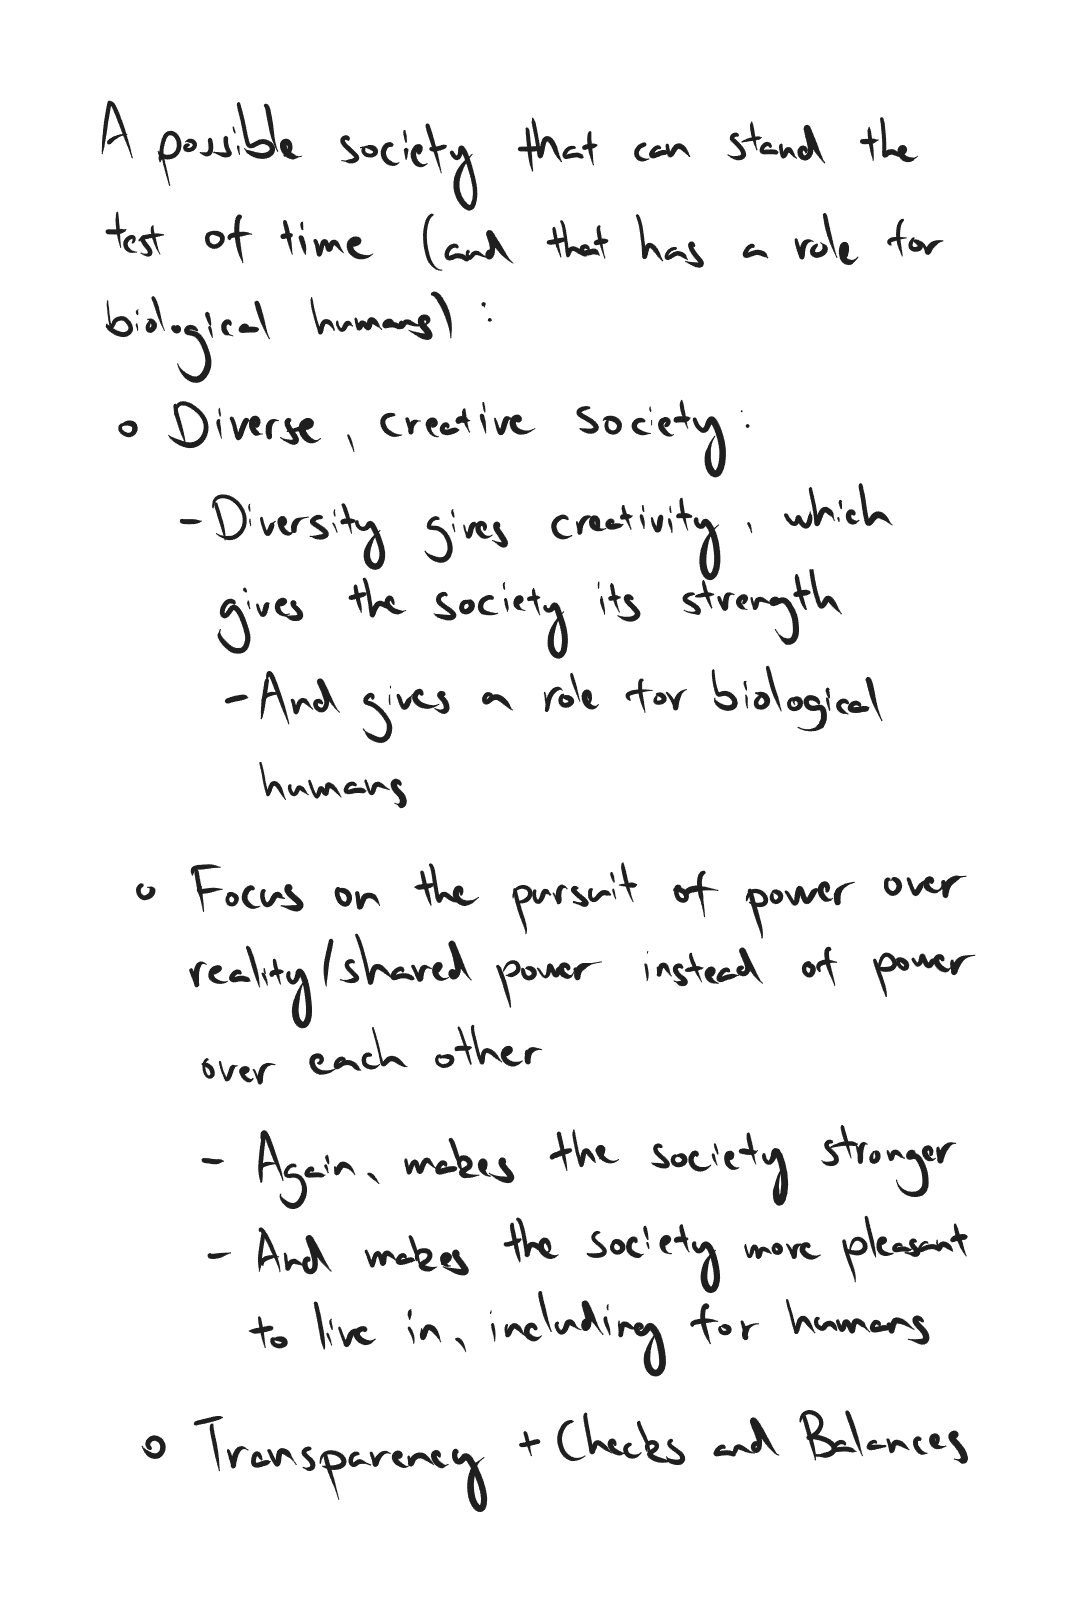 A possible society that can stand the
test of time (and that has a role for
biological humans) :
o Diverse, creative society:
- Diversity gives creativity, which
gives the society its strength
- And gives a role for biological
humans
o Focus on the pursuit of power over
reality/shared power instead of power
over each other
- Again, makes the society stronger
- And makes the society more pleasant
to live in, including for humans
o Transparency + Checks and Balances